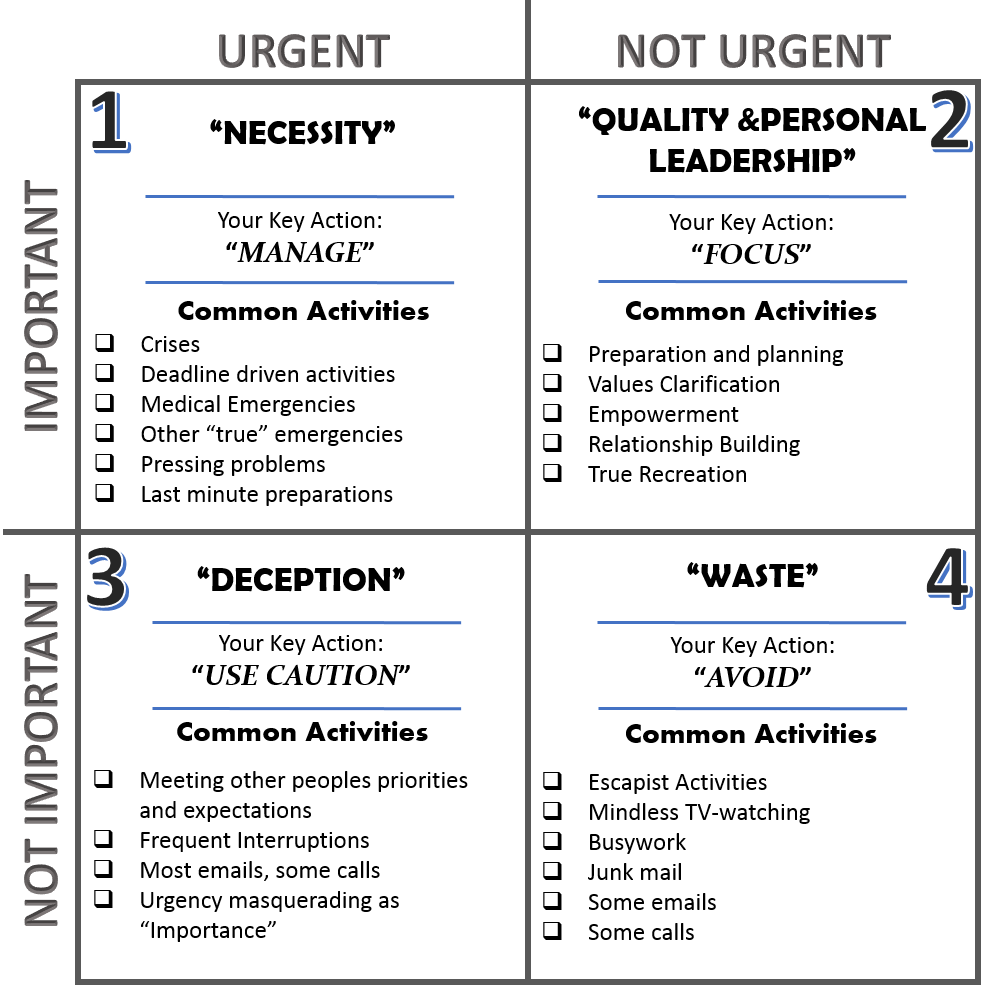 URGENT
NOT URGENT
IMPORTANT
1
“NECESSITY”
Your Key Action:
“MANAGE”
Common Activities
❑ Crises
❑ Deadline driven activities
❑ Medical Emergencies
❑ Other “true” emergencies
❑ Pressing problems
❑ Last minute preparations
2
“QUALITY &PERSONAL
LEADERSHIP”
Your Key Action:
“FOCUS”
Common Activities
❑ Preparation and planning
❑ Values Clarification
❑ Empowerment
❑ Relationship Building
❑ True Recreation
NOT IMPORTANT
3
“DECEPTION”
Your Key Action:
“USE CAUTION”
Common Activities
❑ Meeting other peoples priorities
and expectations
❑ Frequent Interruptions
❑ Most emails, some calls
❑ Urgency masquerading as
“Importance”
4
“WASTE”
Your Key Action:
“AVOID”
Common Activities
❑ Escapist Activities
❑ Mindless TV-watching
❑ Busywork
❑ Junk mail
❑ Some emails
❑ Some calls